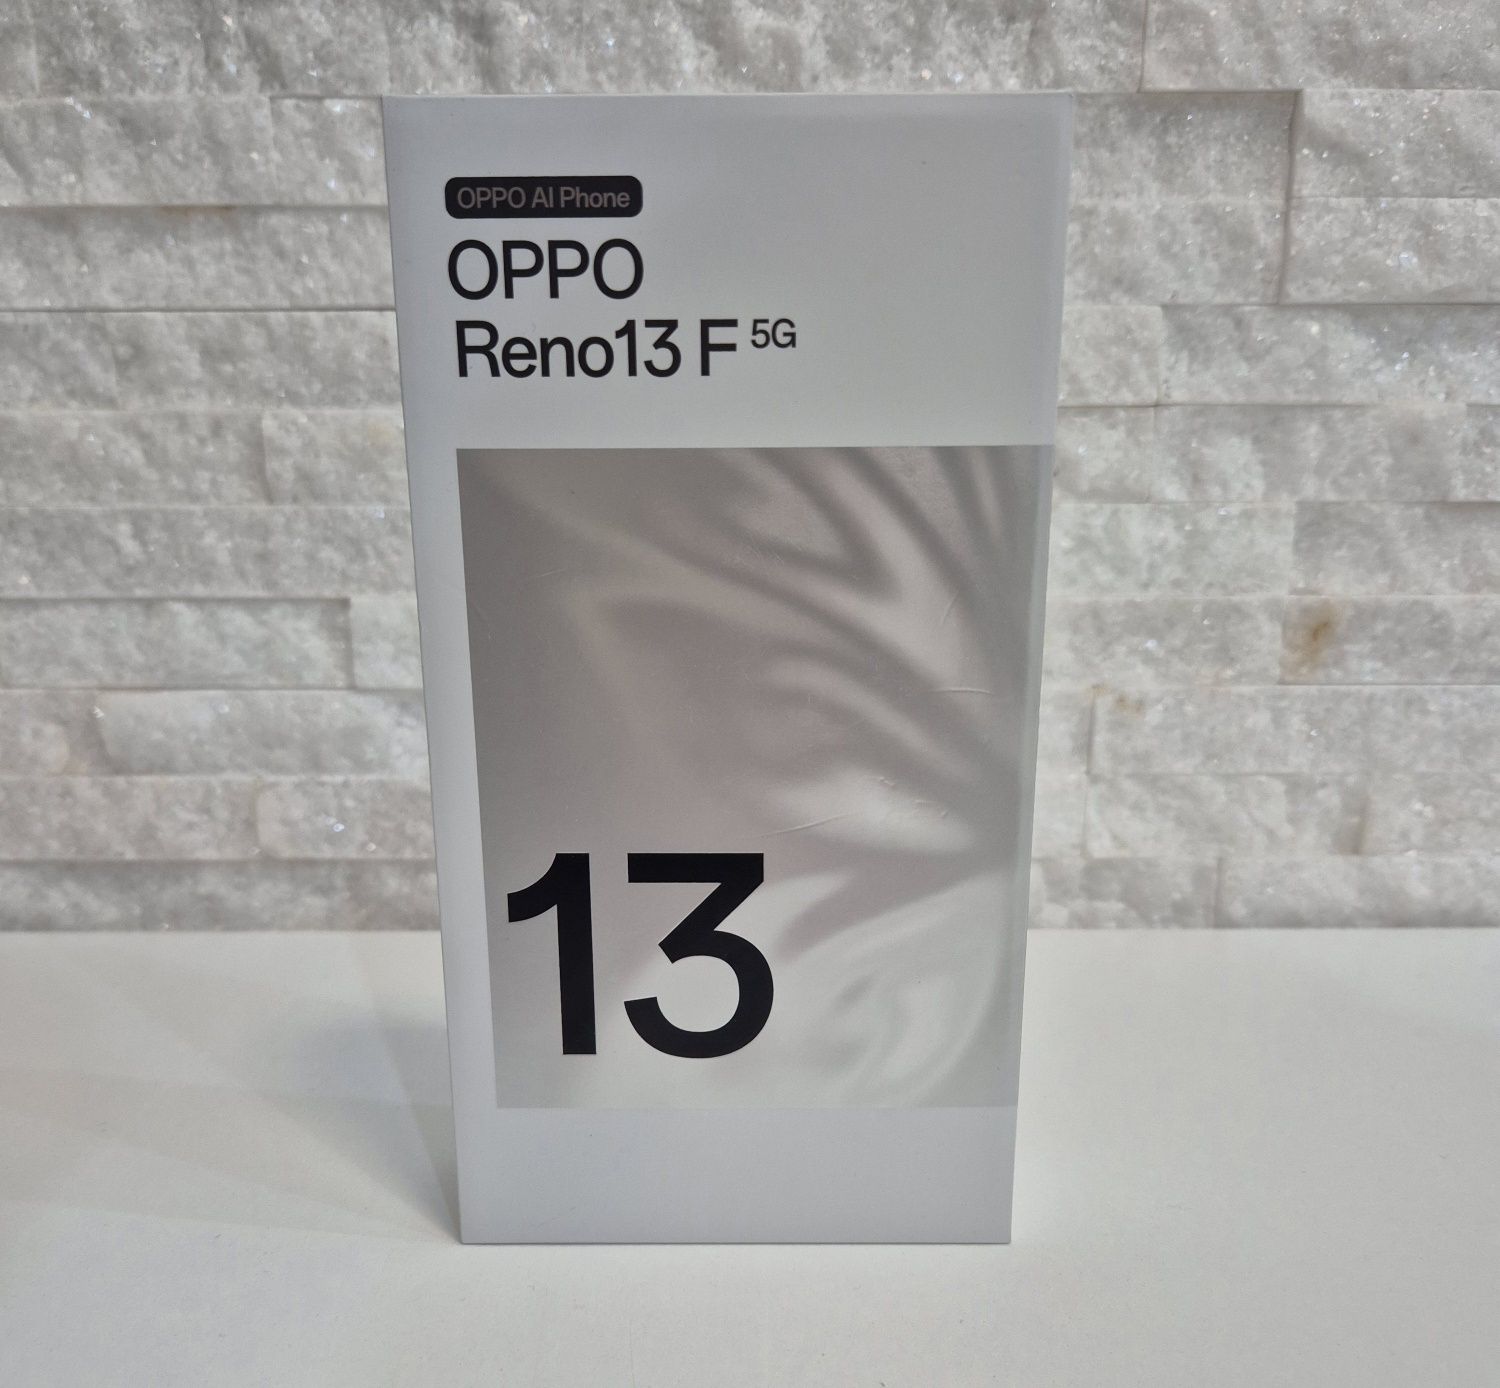 OPPO AI Phone
OPPO
Reno13 F 5G
13